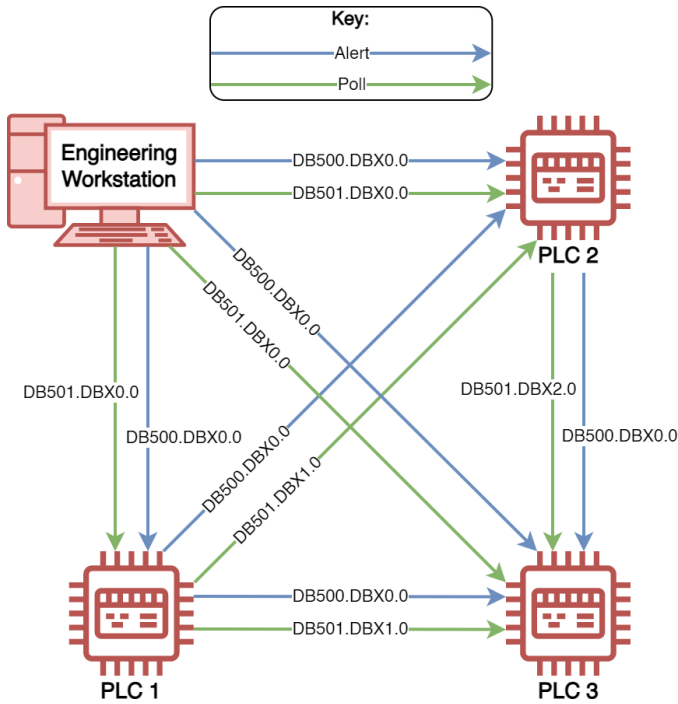 Key:
Alert
Poll
Engineering
Workstation
DB500.DBX0.0
DB501.DBX0.0
PLC 2
DB500.DBX0.0
DB501.DBX0.0
DB501.DBX0.0
DB500.DBX0.0
DB500.DBX0.0
DB501.DBX1.0
DB501.DBX2.0
DB500.DBX0.0
DB500.DBX0.0
DB501.DBX1.0
PLC 1
PLC 3